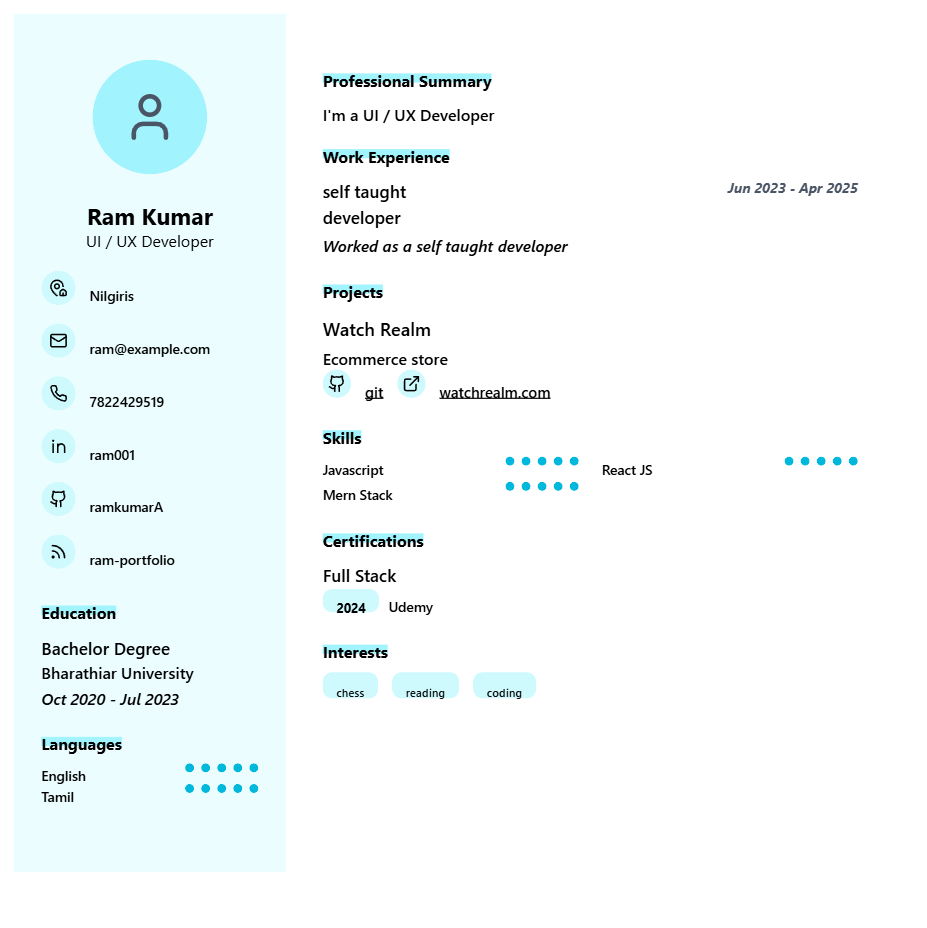 Ram Kumar
UI / UX Developer
Nilgiris
ram@example.com
7822429519
in
ram001
ramkumarA
ram-portfolio
Education
Bachelor Degree
Bharathiar University
Oct 2020 - Jul 2023
Languages
English
Tamil
Professional Summary
I'm a UI / UX Developer
Work Experience
self taught
developer
Jun 2023 - Apr 2025
Worked as a self taught developer
Projects
Watch Realm
Ecommerce store
git watchrealm.com
Skills
Javascript React JS
Mern Stack
Certifications
Full Stack
2024 Udemy
Interests
chess reading coding